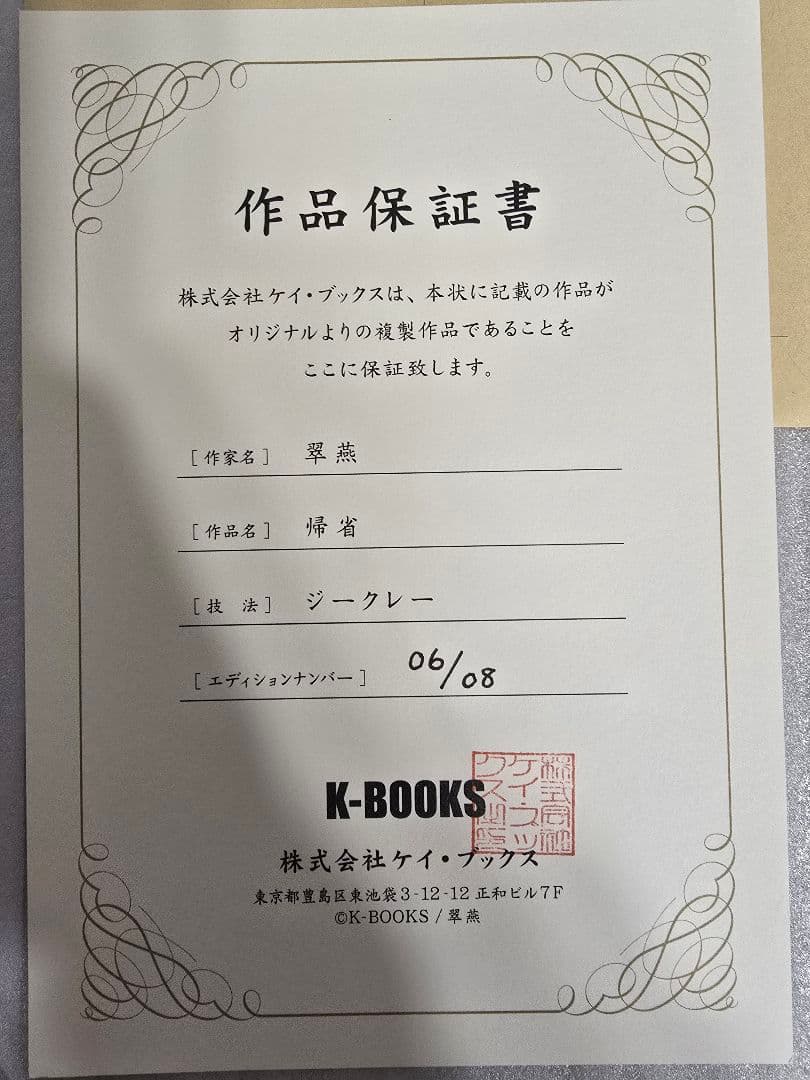 作品保証書
株式会社ケイ・ブックスは、本状に記載の作品が
オリジナルよりの複製作品であることを
ここに保証致します。
［作家名］ 翠燕
［作品名］ 帰省
［技　法］ ジークレー
［エディションナンバー］ 06/08
K-BOOKS
株式会社ケイ・ブックス
東京都豊島区東池袋3-12-12 正和ビル7F
©K-BOOKS / 翠燕